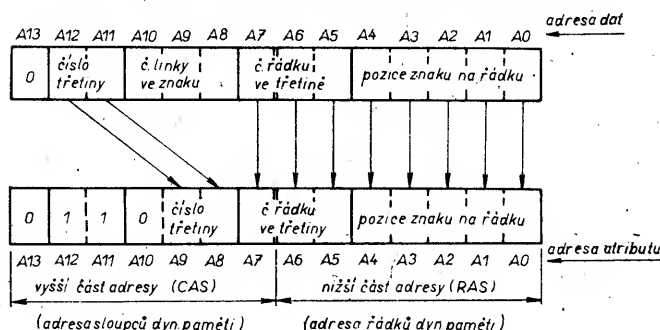 A13 A12 A11 A10 A9 A8 A7 A6 A5 A4 A3 A2 A1 A0 adresa dat
0 číslo třetiny č. linky ve znaku č. řádku ve třetině pozice znaku na řádku
0 1 1 0 číslo třetiny č řádku ve třetiny pozice znaku na řádku
A13 A12 A11 A10 A9 A8 A7 A6 A5 A4 A3 A2 A1 A0 adresa atributu
vyšší část adresy (CAS) nižší část adresy (RAS)
(adresa sloupců dyn. paměti) (adresa řádků dyn. paměti)